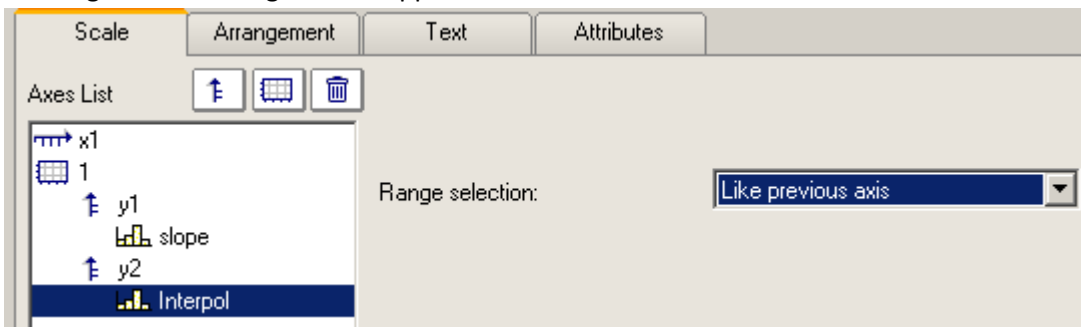 Scale Arrangement Text Attributes
Axes List
x1
1
y1
Range selection: Like previous axis
slope
y2
Interpol